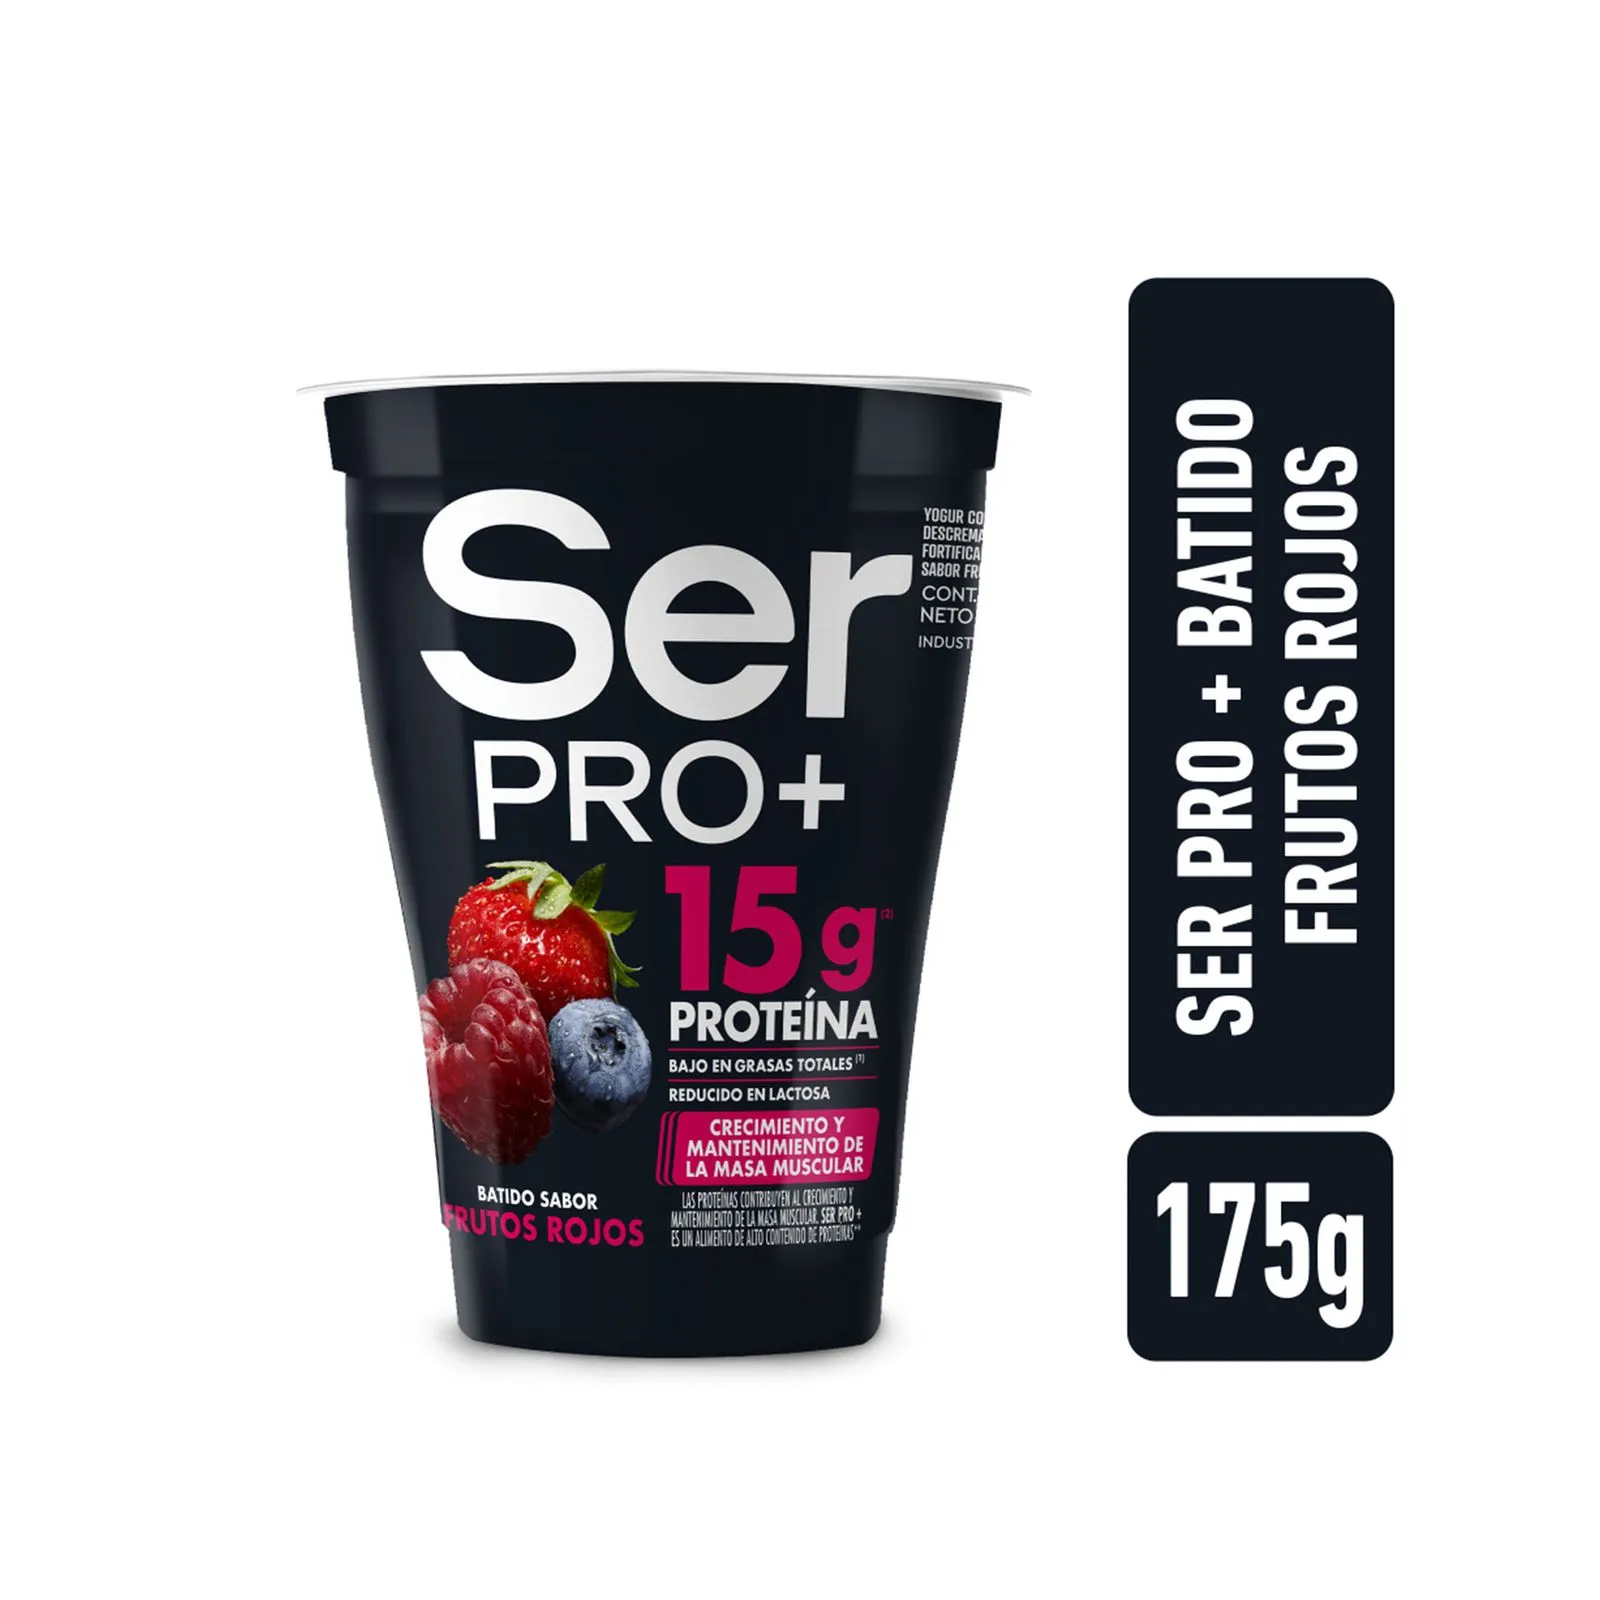 Ser
PRO+
YOGUR CO
DESCREMA
FORTIFICA
SABOR FR
CONT.
NETO
INDUST
15g(2)
PROTEÍNA
BAJO EN GRASAS TOTALES (1)
REDUCIDO EN LACTOSA
CRECIMIENTO Y
MANTENIMIENTO DE
LA MASA MUSCULAR
LAS PROTEÍNAS CONTRIBUYEN AL CRECIMIENTO Y
MANTENIMIENTO DE LA MASA MUSCULAR. SER PRO +
ES UN ALIMENTO DE ALTO CONTENIDO DE PROTEÍNAS**
BATIDO SABOR
FRUTOS ROJOS
SER PRO + BATIDO
FRUTOS ROJOS
175g